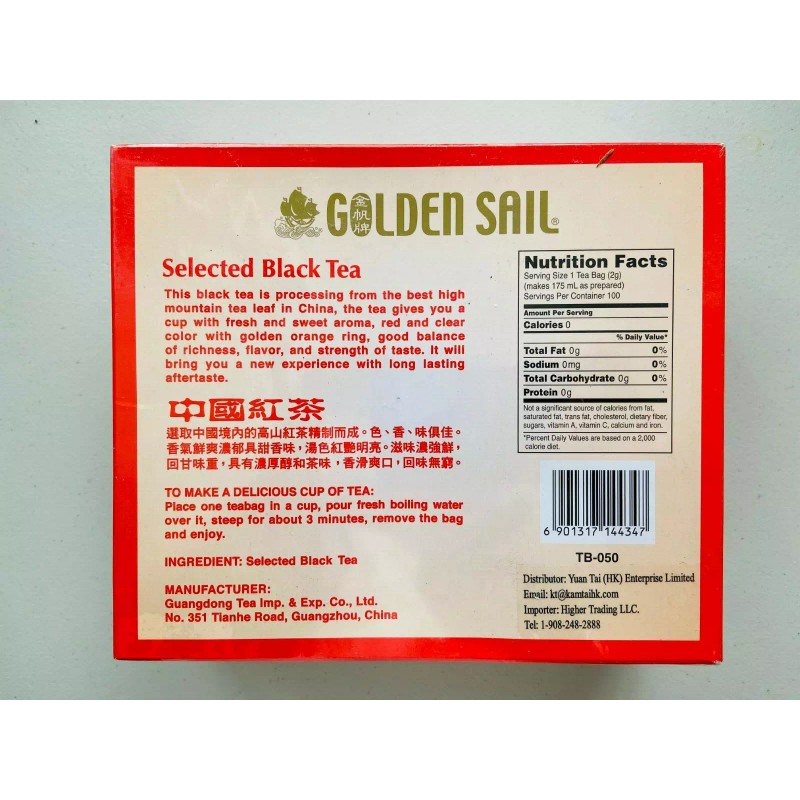 金帆牌
GOLDEN SAIL®
Selected Black Tea
This black tea is processing from the best high
mountain tea leaf in China, the tea gives you a
cup with fresh and sweet aroma, red and clear
color with golden orange ring, good balance
of richness, flavor, and strength of taste. It will
bring you a new experience with long lasting
aftertaste.
中國紅茶
選取中國境內的高山紅茶精制而成。色、香、味俱佳。
香氣鮮爽濃郁具甜香味，湯色紅艷明亮。滋味濃強鮮，
回甘味重，具有濃厚醇和茶味，香滑爽口，回味無窮。
TO MAKE A DELICIOUS CUP OF TEA:
Place one teabag in a cup, pour fresh boiling water
over it, steep for about 3 minutes, remove the bag
and enjoy.
INGREDIENT: Selected Black Tea
MANUFACTURER:
Guangdong Tea Imp. & Exp. Co., Ltd.
No. 351 Tianhe Road, Guangzhou, China
Nutrition Facts
Serving Size 1 Tea Bag (2g)
(makes 175 mL as prepared)
Servings Per Container 100
Amount Per Serving
Calories 0
% Daily Value*
Total Fat 0g 0%
Sodium 0mg 0%
Total Carbohydrate 0g 0%
Protein 0g
Not a significant source of calories from fat,
saturated fat, trans fat, cholesterol, dietary fiber,
sugars, vitamin A, vitamin C, calcium and iron.
*Percent Daily Values are based on a 2,000
calorie diet.
6 901317 144347
TB-050
Distributor: Yuan Tai (HK) Enterprise Limited
Email: kt@kamtaihk.com
Importer: Higher Trading LLC.
Tel: 1-908-248-2888